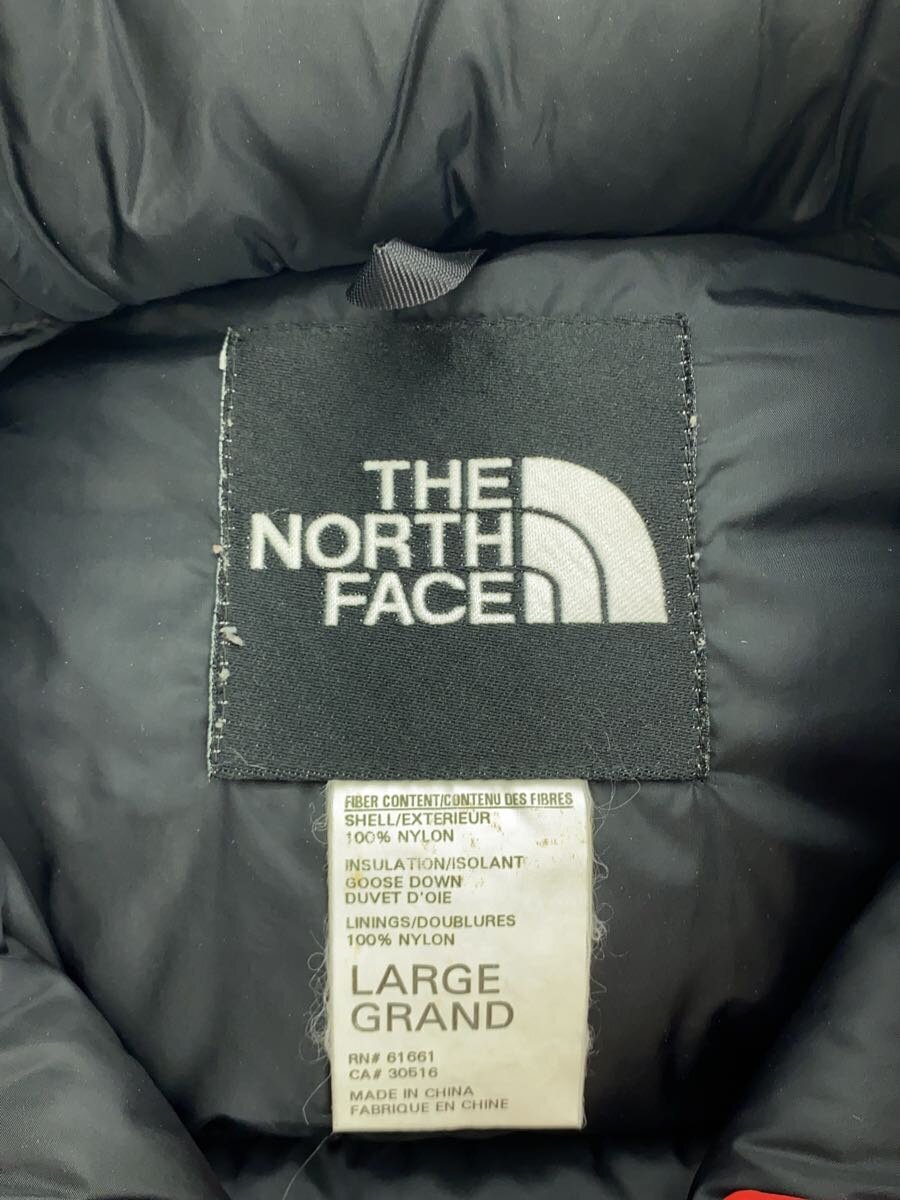 THE
NORTH
FACE
FIBER CONTENT/CONTENU DES FIBRES
SHELL/EXTERIEUR
100% NYLON
INSULATION/ISOLANT
GOOSE DOWN
DUVET D'OIE
LININGS/DOUBLURES
100% NYLON
LARGE
GRAND
RN# 61661
CA# 30516
MADE IN CHINA
FABRIQUE EN CHINE